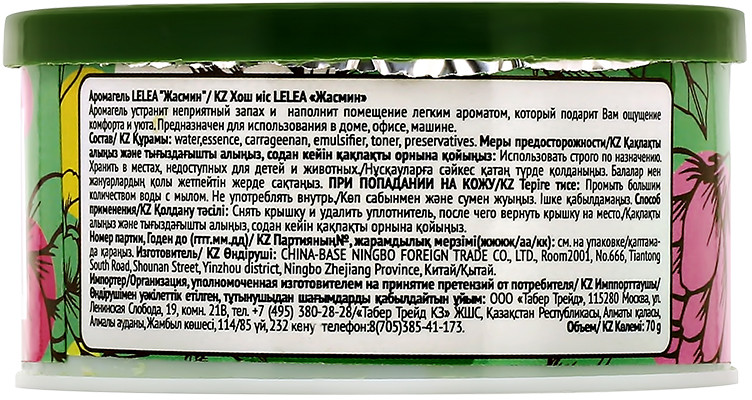 Аромагель LELEA "Жасмин"/ KZ Хош иіс LELEA «Жасмин»
Аромагель устранит неприятный запах и наполнит помещение легким ароматом, который подарит Вам ощущение
комфорта и уюта. Предназначен для использования в доме, офисе, машине.
Состав/ KZ Құрамы: water,essence, carrageenan, emulsifier, toner, preservatives. Меры предосторожности/KZ Қақпақты
алыңыз және тығыздағышты алыңыз, содан кейін қақпақты орнына қойыңыз: Использовать строго по назначению.
Хранить в местах, недоступных для детей и животных./Нұсқауларға сәйкес қатаң түрде қолданыңыз. Балалар мен
жануарлардың қолы жетпейтін жерде сақтаңыз. ПРИ ПОПАДАНИИ НА КОЖУ/KZ Теріге тисе: Промыть большим
количеством воды с мылом. Не употреблять внутрь./Көп сабынмен және сумен жуыңыз. Ішке қабылдамаңыз. Способ
применения/KZ Қолдану тәсілі: Снять крышку и удалить уплотнитель, после чего вернуть крышку на место/Қақпақты
алыңыз және тығыздағышты алыңыз, содан кейін қақпақты орнына қойыңыз.
Номер партии, Годен до (гггг.мм.дд)/ KZ Партияның№, жарамдылық мерзімі(жжжж/аа/кк): см. на упаковке/қаптама-
да қараңыз. Изготовитель/ KZ Өндіруші: CHINA-BASE NINGBO FOREIGN TRADE CO., LTD, Room2001, No.666, Tiantong
South Road, Shounan Street, Yinzhou district, Ningbo Zhejiang Province, Китай/Қытай.
Импортер/Организация, уполномоченная изготовителем на принятие претензий от потребителя/ KZ Импортташы/
Өндірушімен уәкілеттік етілген, тұтынушыдан шағымдарды қабылдайтын ұйым: ООО «Табер Трейд», 115280 Москва, ул.
Ленинская Слобода, 19, комн. 21В, тел. +7 (495) 380-28-28/«Табер Трейд КЗ» ЖШС, Қазақстан Республикасы, Алматы қаласы,
Алмалы ауданы, Жамбыл көшесі, 114/85 үй, 232 кеңу телефон:8(705)385-41-173. Объем/ KZ Көлемі: 70 g